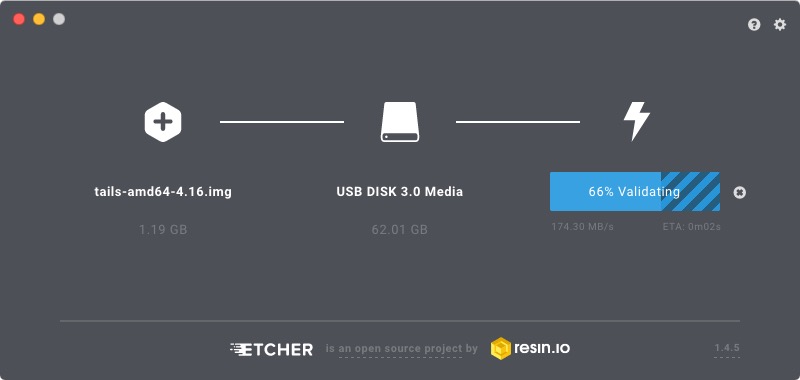 tails-amd64-4.16.img
USB DISK 3.0 Media
66% Validating
1.19 GB
62.01 GB
174.30 MB/s
ETA: 0m02s
ETCHER is an open source project by resin.io
1.4.5